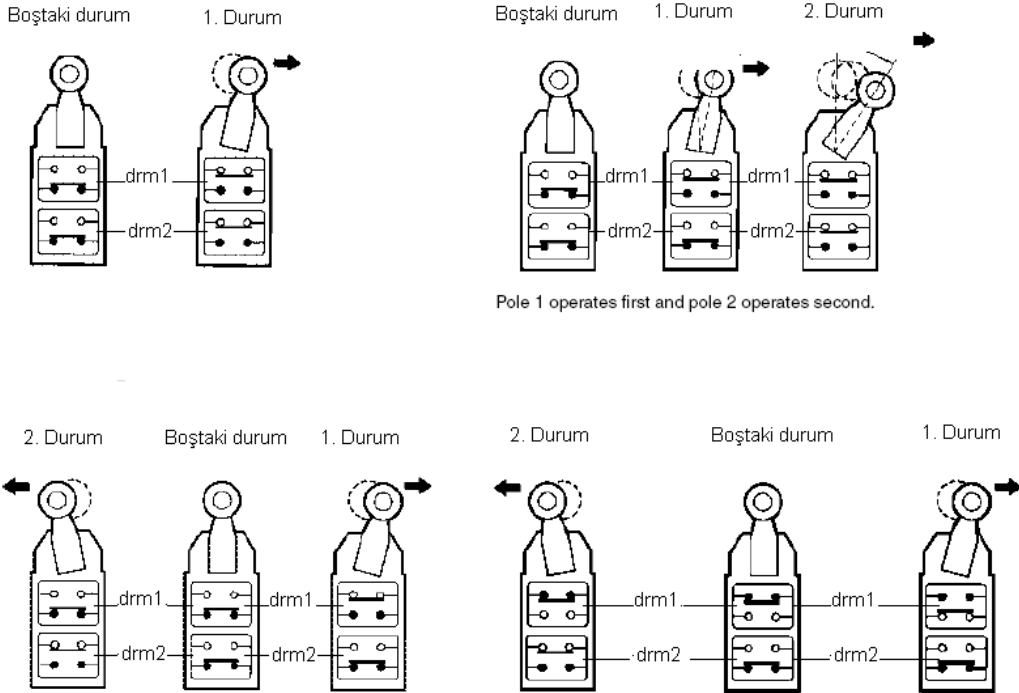 Boştaki durum 1. Durum
Boştaki durum 1. Durum 2. Durum
drm1 drm1 drm1
drm2 drm2 drm2
Pole 1 operates first and pole 2 operates second.
2. Durum Boştaki durum 1. Durum
2. Durum Boştaki durum 1. Durum
drm1 drm1 drm1 drm1
drm2 drm2 drm2 drm2